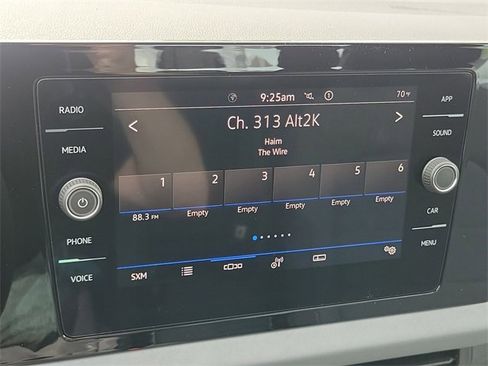 RADIO
MEDIA
PHONE
VOICE
9:25am
70°F
Ch. 313 Alt2K
Haim
The Wire
1 2 3 4 5 6
88.3 FM Empty Empty Empty Empty Empty
SXM
APP
SOUND
CAR
MENU